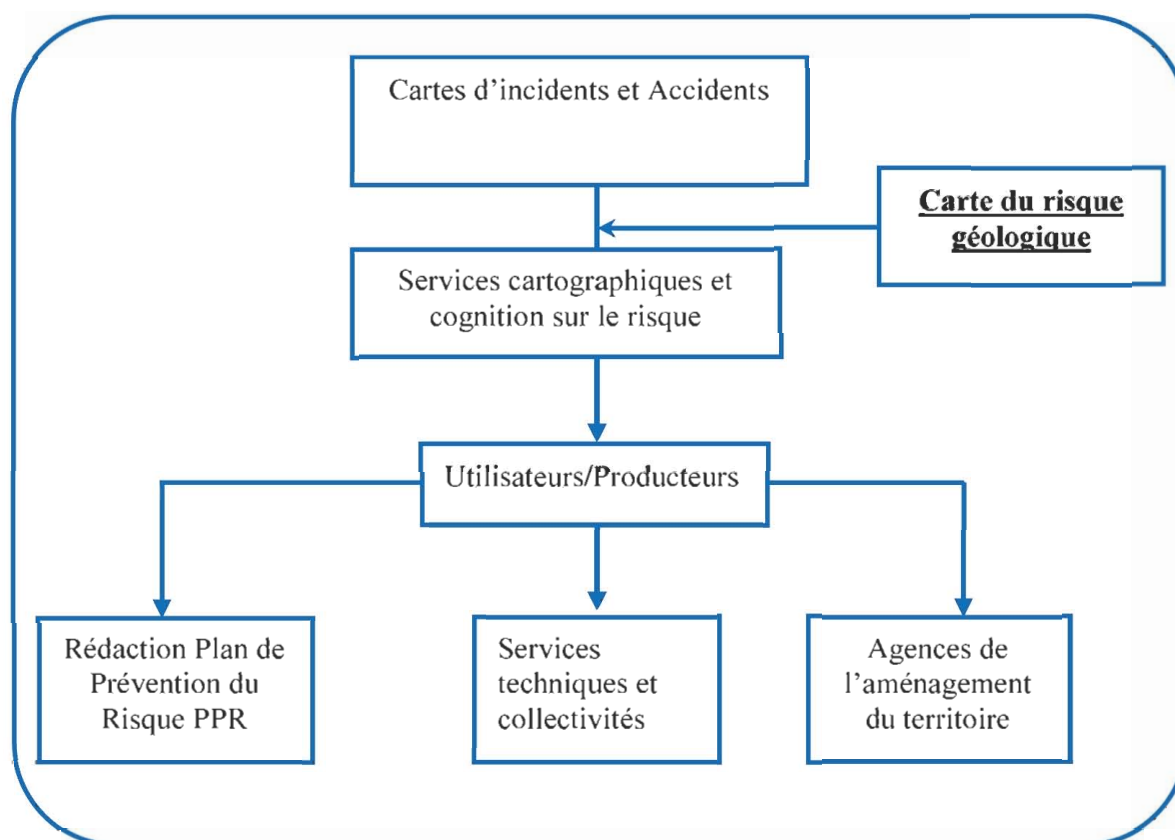 Cartes d'incidents et Accidents
Carte du risque
géologique
Services cartographiques et
cognition sur le risque
Utilisateurs/Producteurs
Rédaction Plan de
Prévention du
Risque PPR
Services
techniques et
collectivités
Agences de
l'aménagement
du territoire